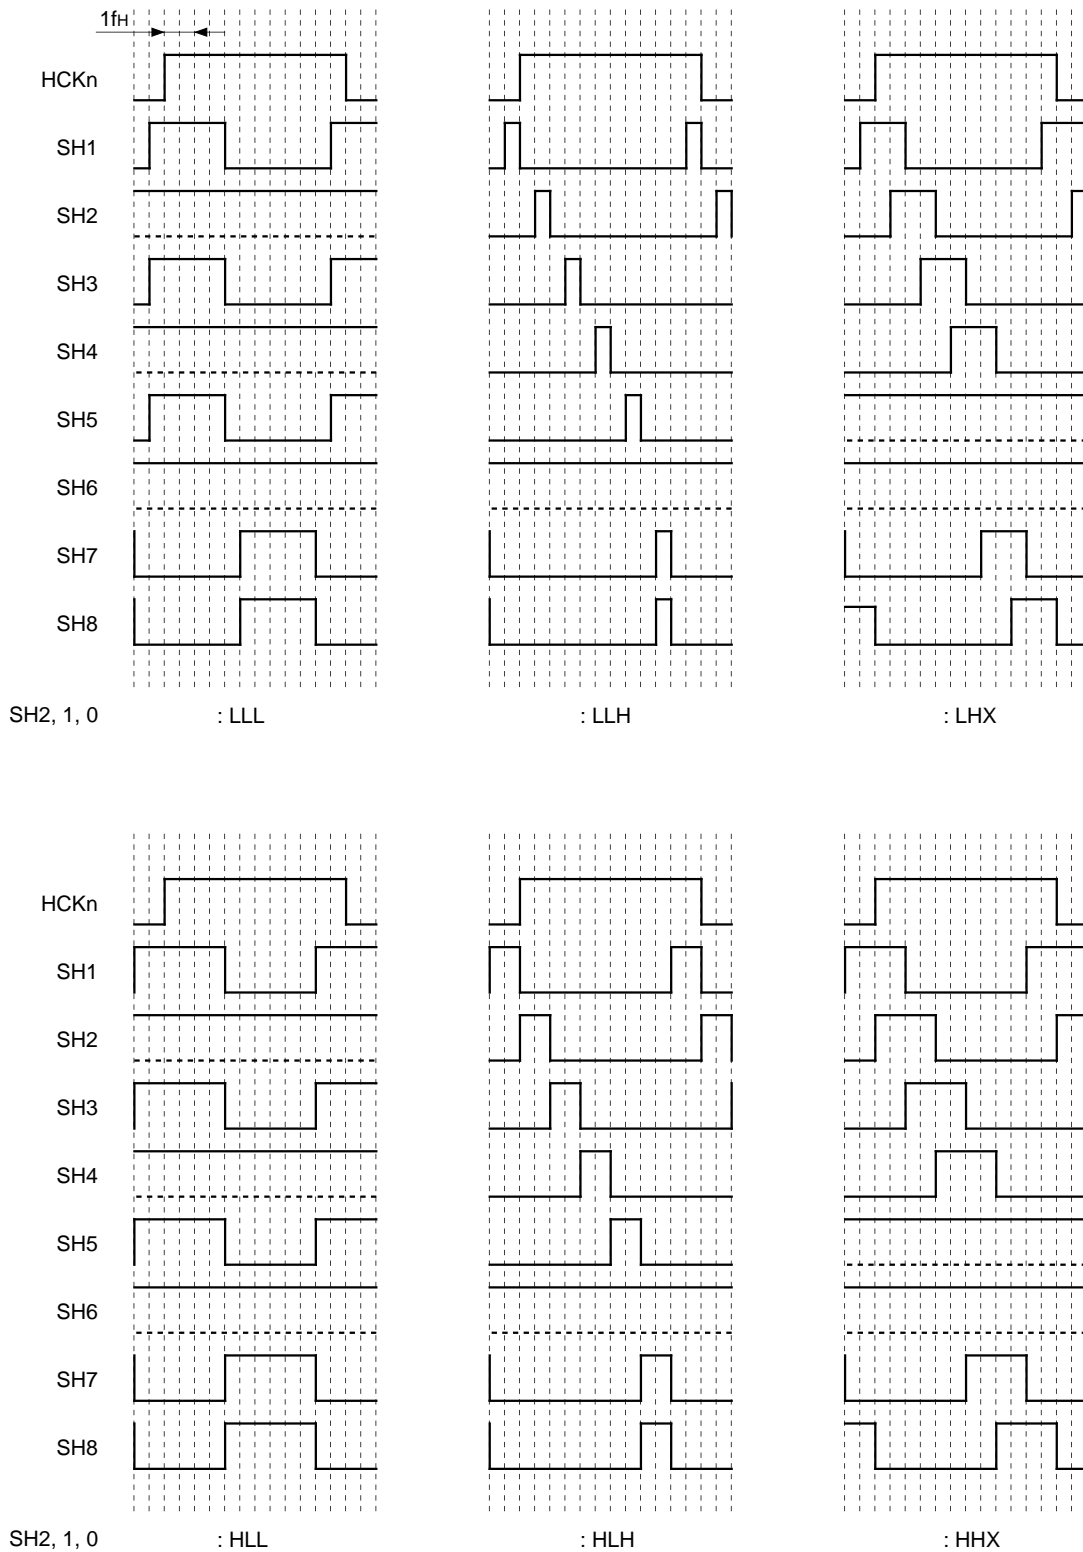 1fH
HCKn
SH1
SH2
SH3
SH4
SH5
SH6
SH7
SH8
SH2, 1, 0 : LLL : LLH : LHX
HCKn
SH1
SH2
SH3
SH4
SH5
SH6
SH7
SH8
SH2, 1, 0 : HLL : HLH : HHX